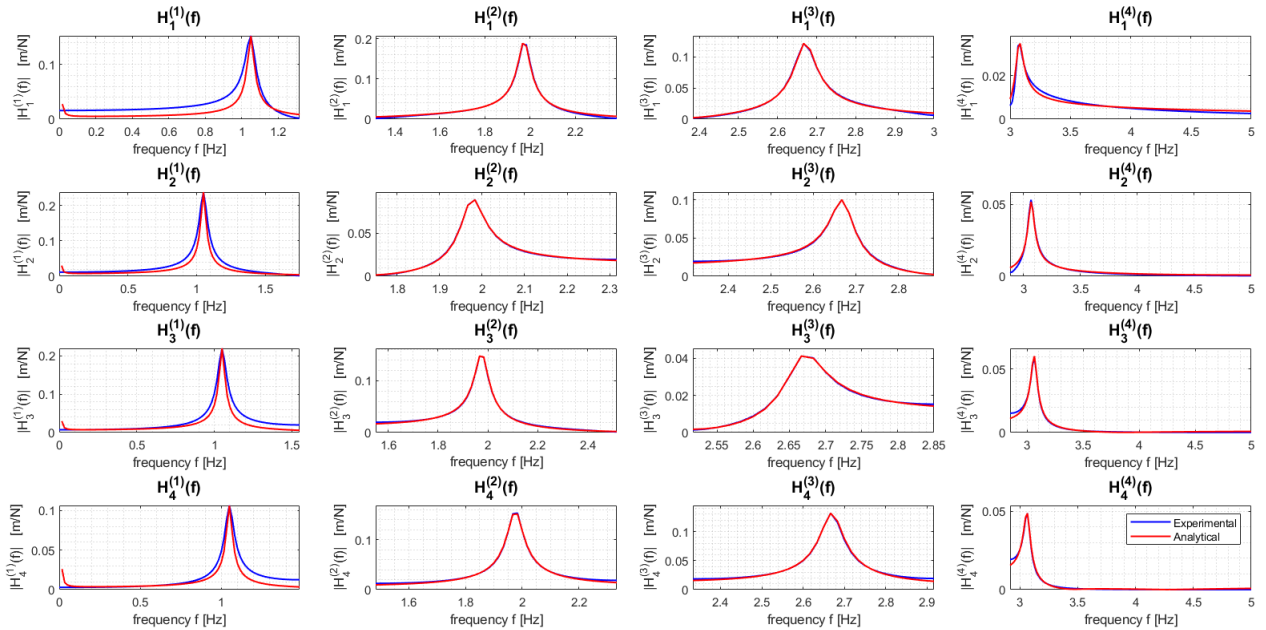 H₁⁽¹⁾(f) H₁⁽²⁾(f) H₁⁽³⁾(f) H₁⁽⁴⁾(f)
|H₁⁽¹⁾(f)| [m/N] |H₁⁽²⁾(f)| [m/N] |H₁⁽³⁾(f)| [m/N] |H₁⁽⁴⁾(f)| [m/N]
0.1 0.1 0.1 0.02
0 0 0.05 0
0
0 0.2 0.4 0.6 0.8 1 1.2 1.4 1.6 1.8 2 2.2 2.4 2.5 2.6 2.7 2.8 2.9 3 3 3.5 4 4.5 5
frequency f [Hz] frequency f [Hz] frequency f [Hz] frequency f [Hz]
H₂⁽¹⁾(f) H₂⁽²⁾(f) H₂⁽³⁾(f) H₂⁽⁴⁾(f)
|H₂⁽¹⁾(f)| [m/N] |H₂⁽²⁾(f)| [m/N] |H₂⁽³⁾(f)| [m/N] |H₂⁽⁴⁾(f)| [m/N]
0.2 0.05 0.1 0.05
0.1 0 0.05 0
0 0
0 0.5 1 1.5 1.8 1.9 2 2.1 2.2 2.3 2.4 2.5 2.6 2.7 2.8 3 3.5 4 4.5 5
frequency f [Hz] frequency f [Hz] frequency f [Hz] frequency f [Hz]
H₃⁽¹⁾(f) H₃⁽²⁾(f) H₃⁽³⁾(f) H₃⁽⁴⁾(f)
|H₃⁽¹⁾(f)| [m/N] |H₃⁽²⁾(f)| [m/N] |H₃⁽³⁾(f)| [m/N] |H₃⁽⁴⁾(f)| [m/N]
0.2 0.1 0.04 0.05
0.1 0 0.02 0
0 0
0 0.5 1 1.5 1.6 1.8 2 2.2 2.4 2.55 2.6 2.65 2.7 2.75 2.8 2.85 3 3.5 4 4.5 5
frequency f [Hz] frequency f [Hz] frequency f [Hz] frequency f [Hz]
H₄⁽¹⁾(f) H₄⁽²⁾(f) H₄⁽³⁾(f) H₄⁽⁴⁾(f)
|H₄⁽¹⁾(f)| [m/N] |H₄⁽²⁾(f)| [m/N] |H₄⁽³⁾(f)| [m/N] |H₄⁽⁴⁾(f)| [m/N]
0.1 0.1 0.1 0.05
0.05 0 0.05 0
0 0
Experimental
Analytical
0 0.5 1 1.5 1.6 1.8 2 2.2 2.4 2.5 2.6 2.7 2.8 2.9 3 3.5 4 4.5 5
frequency f [Hz] frequency f [Hz] frequency f [Hz] frequency f [Hz]